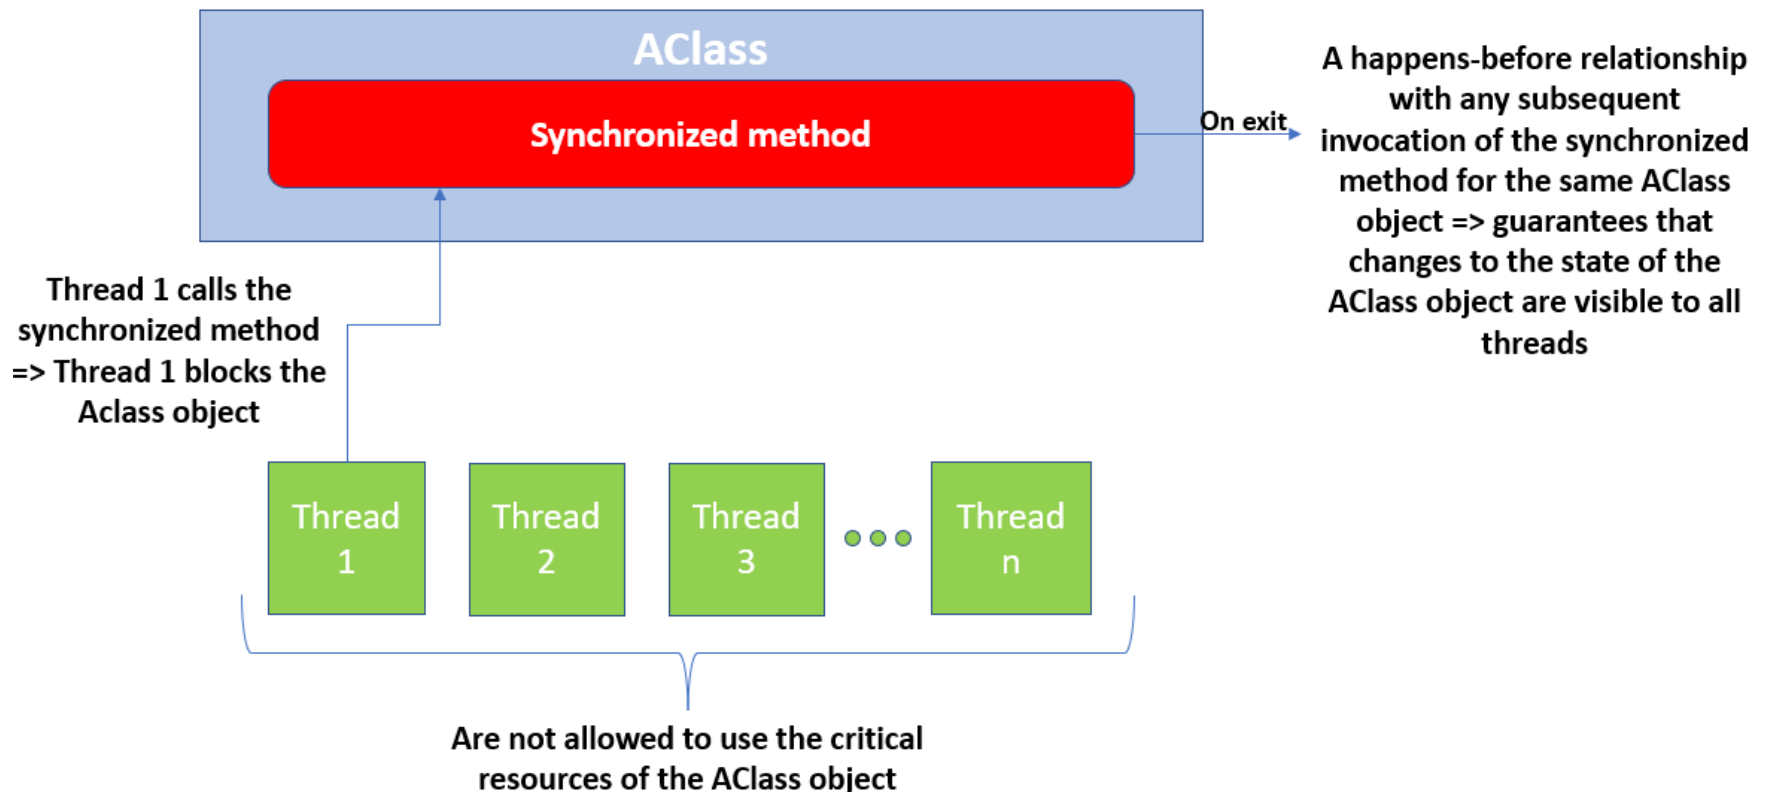 AClass
Synchronized method
On exit
A happens-before relationship
with any subsequent
invocation of the synchronized
method for the same AClass
object => guarantees that
changes to the state of the
AClass object are visible to all
threads
Thread 1 calls the
synchronized method
=> Thread 1 blocks the
Aclass object
Thread
1
Thread
2
Thread
3
Thread
n
Are not allowed to use the critical
resources of the AClass object